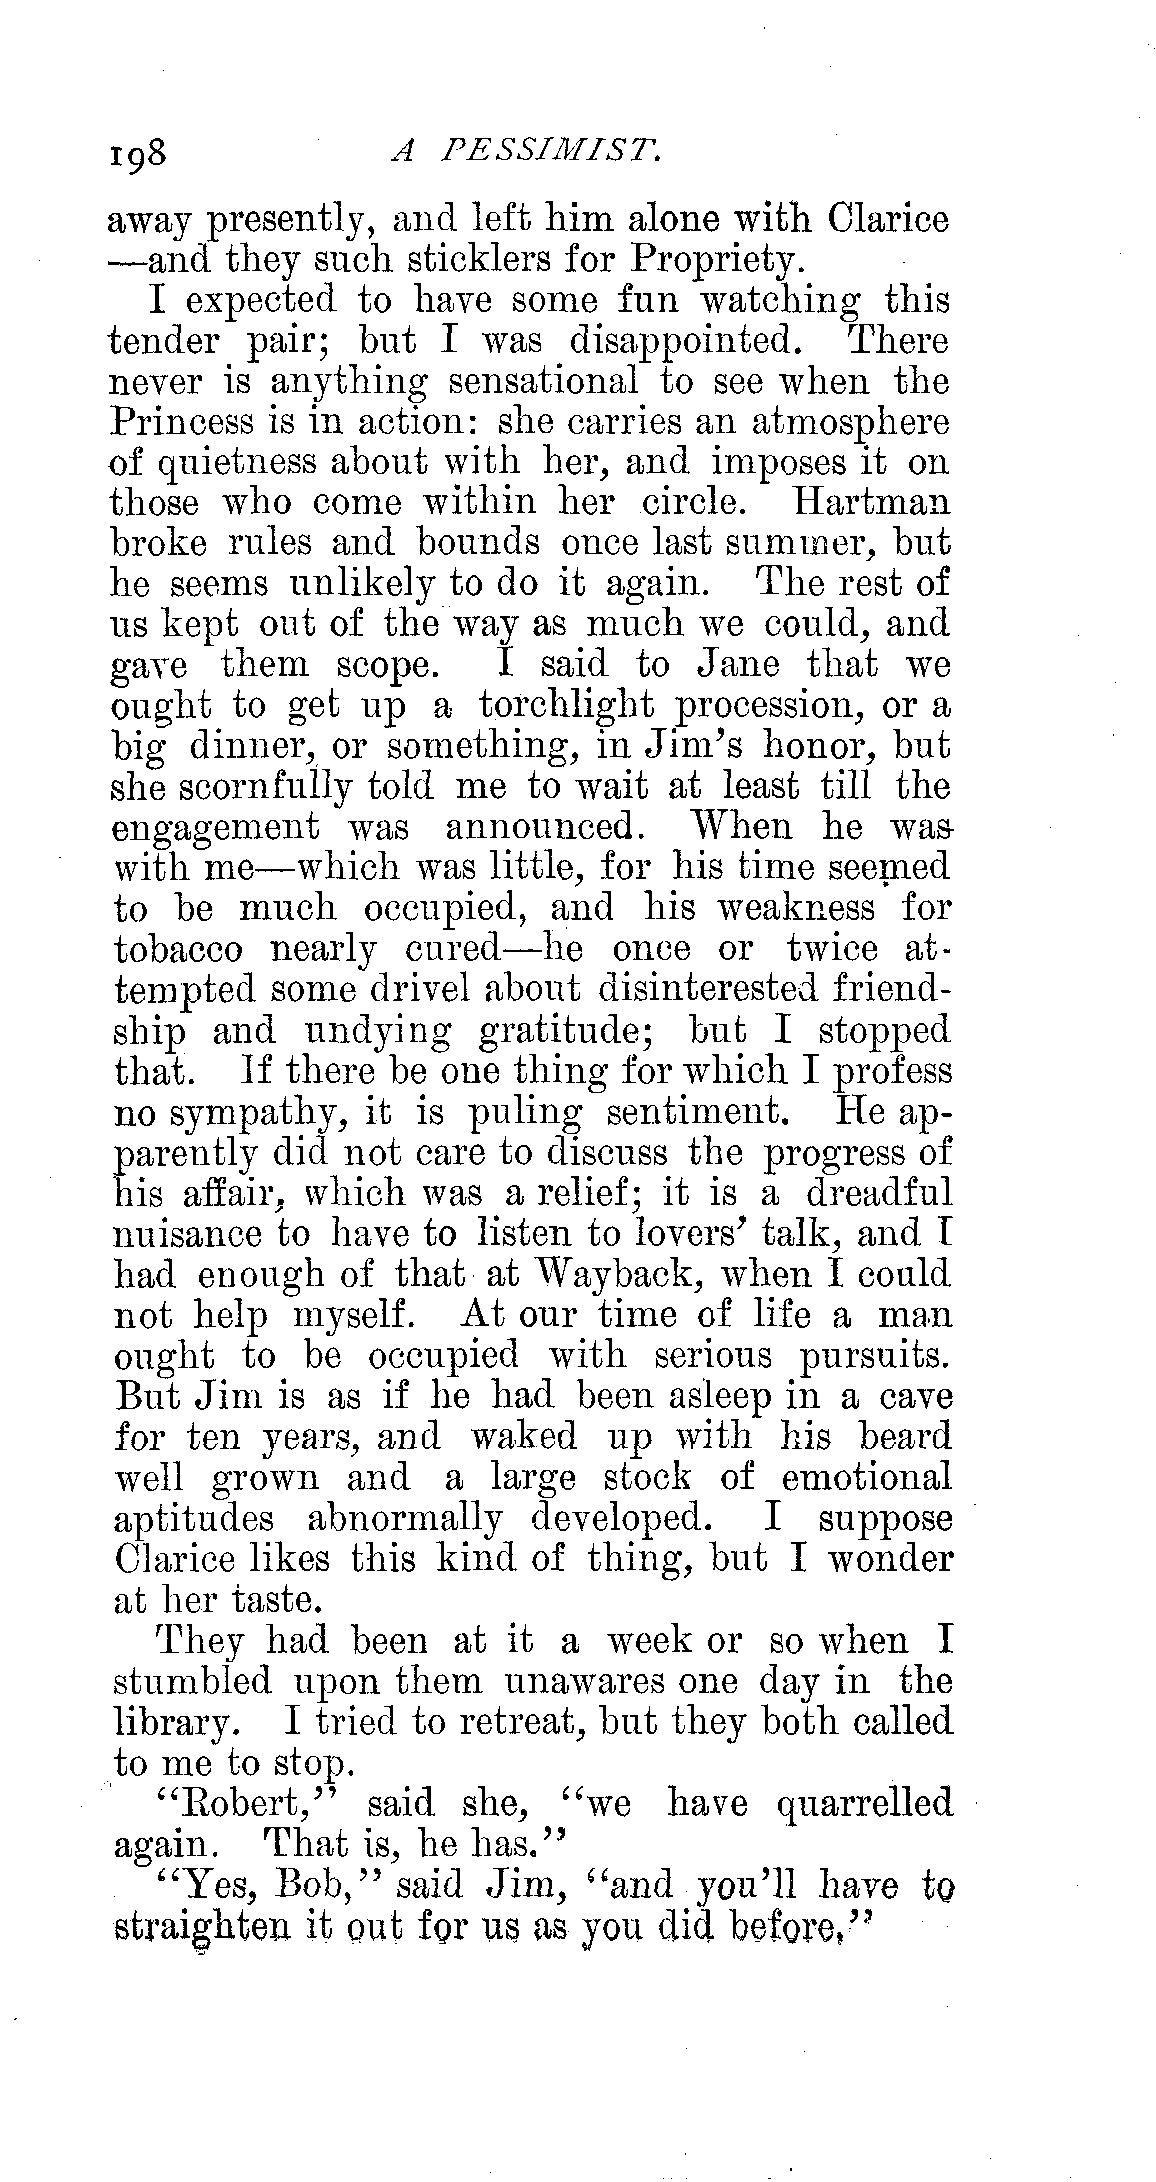 198 A PESSIMIST.
away presently, and left him alone with Clarice
—and they such sticklers for Propriety.
I expected to have some fun watching this
tender pair; but I was disappointed. There
never is anything sensational to see when the
Princess is in action: she carries an atmosphere
of quietness about with her, and imposes it on
those who come within her circle. Hartman
broke rules and bounds once last summer, but
he seems unlikely to do it again. The rest of
us kept out of the way as much we could, and
gave them scope. I said to Jane that we
ought to get up a torchlight procession, or a
big dinner, or something, in Jim's honor, but
she scornfully told me to wait at least till the
engagement was announced. When he was
with me—which was little, for his time seemed
to be much occupied, and his weakness for
tobacco nearly cured—he once or twice at-
tempted some drivel about disinterested friend-
ship and undying gratitude; but I stopped
that. If there be one thing for which I profess
no sympathy, it is puling sentiment. He ap-
parently did not care to discuss the progress of
his affair, which was a relief; it is a dreadful
nuisance to have to listen to lovers' talk, and I
had enough of that at Wayback, when I could
not help myself. At our time of life a man
ought to be occupied with serious pursuits.
But Jim is as if he had been asleep in a cave
for ten years, and waked up with his beard
well grown and a large stock of emotional
aptitudes abnormally developed. I suppose
Clarice likes this kind of thing, but I wonder
at her taste.
They had been at it a week or so when I
stumbled upon them unawares one day in the
library. I tried to retreat, but they both called
to me to stop.
"Robert," said she, "we have quarrelled
again. That is, he has."
"Yes, Bob," said Jim, "and you'll have to
straighten it out for us as you did before."